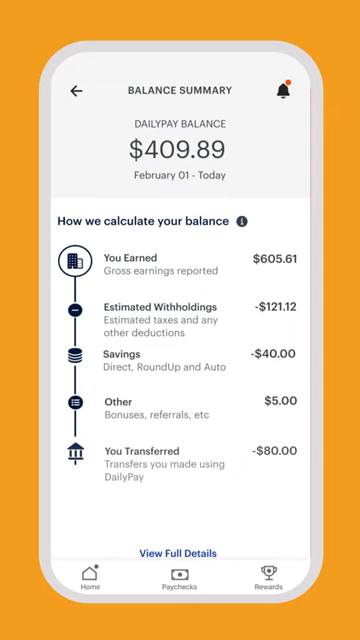 BALANCE SUMMARY
DAILYPAY BALANCE
$409.89
February 01 - Today
How we calculate your balance
You Earned $605.61
Gross earnings reported
Estimated Withholdings -$121.12
Estimated taxes and any
other deductions
Savings -$40.00
Direct, RoundUp and Auto
Other $5.00
Bonuses, referrals, etc
You Transferred -$80.00
Transfers you made using
DailyPay
View Full Details
Home Paychecks Rewards